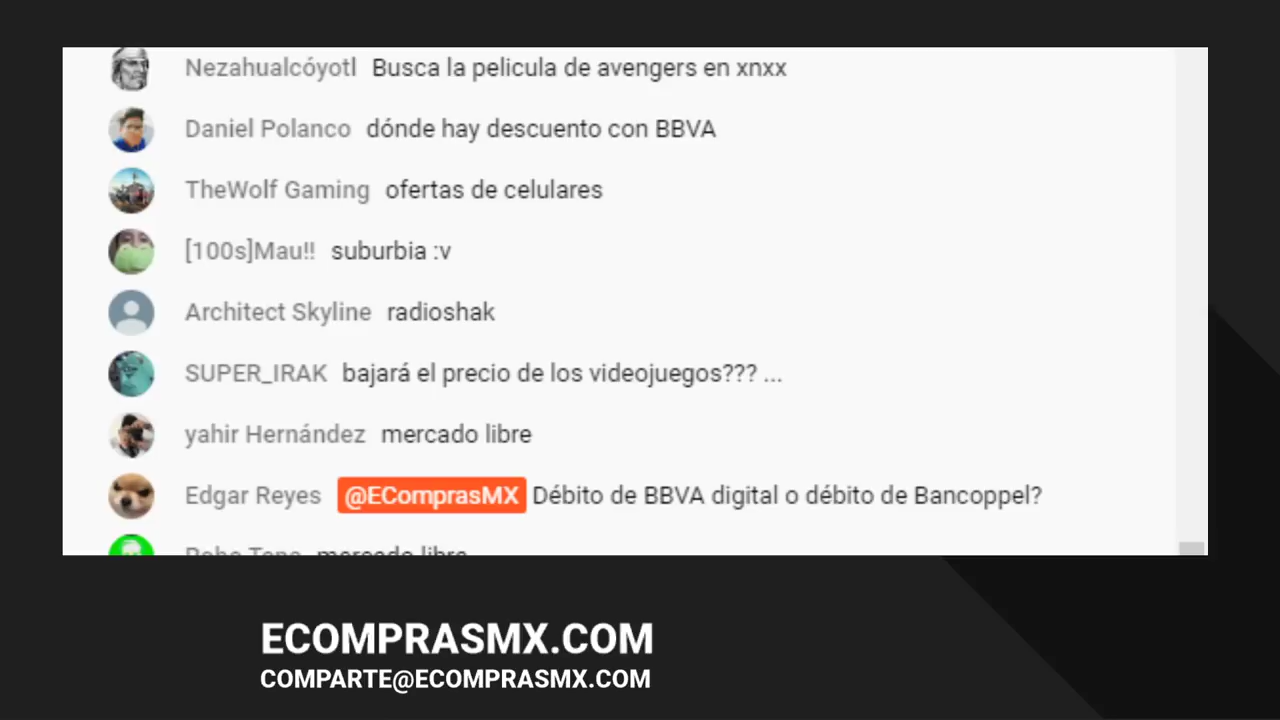 Nezahualcóyotl Busca la pelicula de avengers en xnxx
Daniel Polanco dónde hay descuento con BBVA
TheWolf Gaming ofertas de celulares
[100s]Mau!! suburbia :v
Architect Skyline radioshak
SUPER_IRAK bajará el precio de los videojuegos??? ...
yahir Hernández mercado libre
Edgar Reyes @EComprasMX Débito de BBVA digital o débito de Bancoppel?
mercado libre
ECOMPRASMX.COM
COMPARTE@ECOMPRASMX.COM